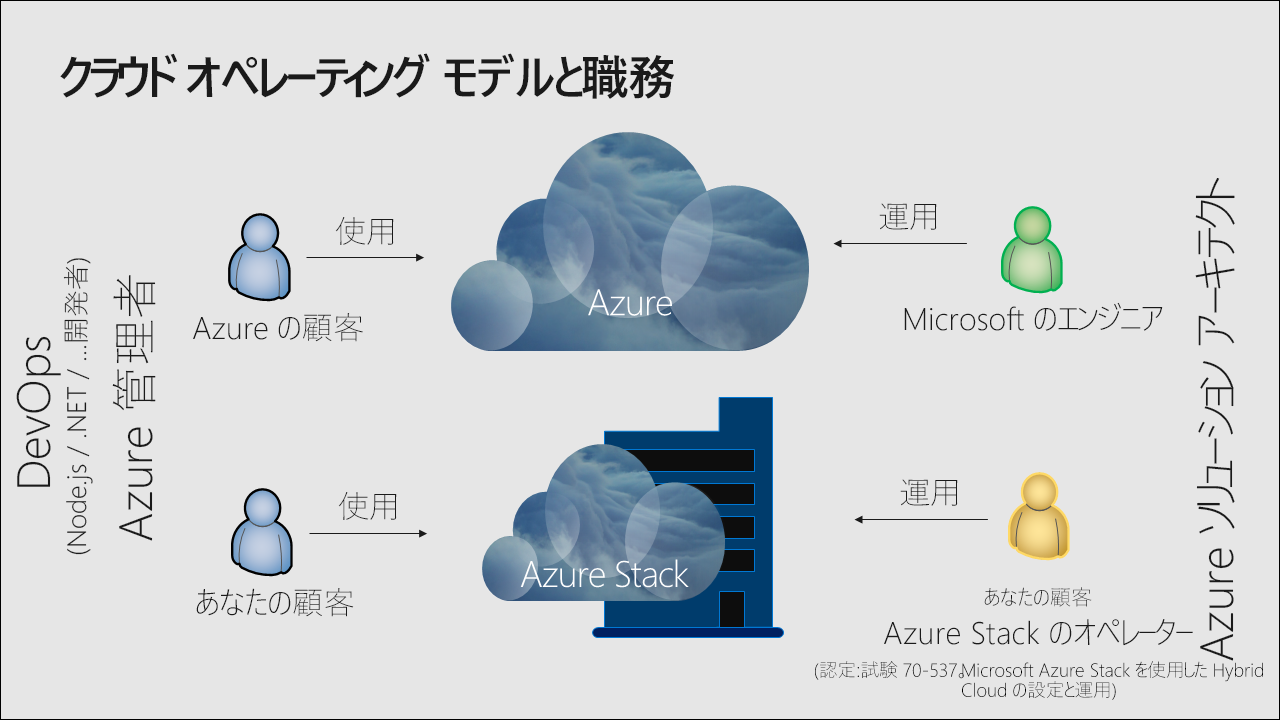 クラウド オペレーティング モデルと職務
DevOps
(Nodejs / .NET / ...開発者)
Azure 管理者
使用
Azure の顧客
Azure
運用
Microsoft のエンジニア
使用
あなたの顧客
Azure Stack
運用
あなたの顧客
Azure Stack のオペレーター
(認定:試験 70-537。Microsoft Azure Stack を使用した Hybrid
Cloud の設定と運用)
Azure ソリューション アーキテクト